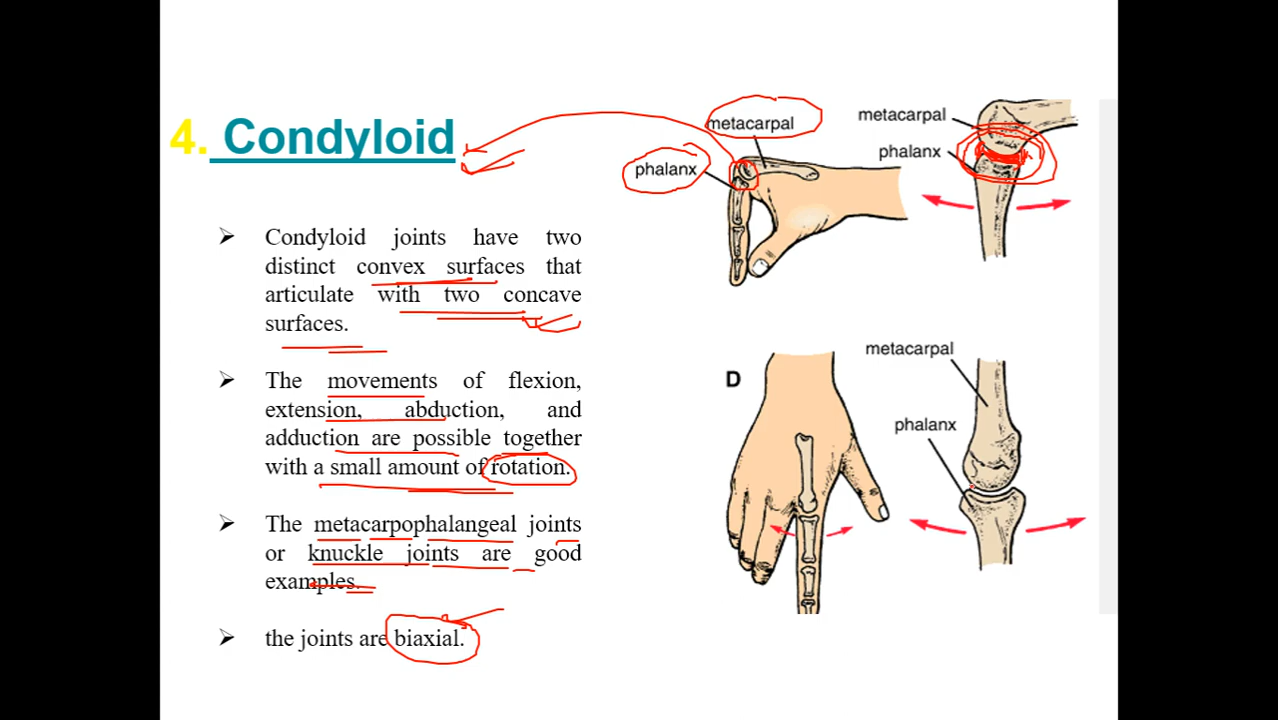 4. Condyloid
➢ Condyloid joints have two
distinct convex surfaces that
articulate with two concave
surfaces.
➢ The movements of flexion,
extension, abduction, and
adduction are possible together
with a small amount of rotation.
➢ The metacarpophalangeal joints
or knuckle joints are good
examples.
➢ the joints are biaxial.
metacarpal
phalanx
metacarpal
phalanx
D
metacarpal
phalanx